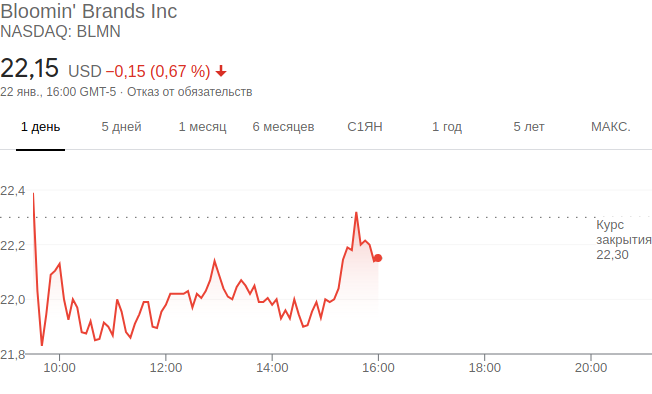 Bloomin' Brands Inc
NASDAQ: BLMN
22,15 USD −0,15 (0,67 %)
22 янв., 16:00 GMT-5 · Отказ от обязательств
1 день 5 дней 1 месяц 6 месяцев С1ЯН 1 год 5 лет МАКС.
22,4
Курс
закрытия
22,2
22,30
22,0
21,8
10:00 12:00 14:00 16:00 18:00 20:00